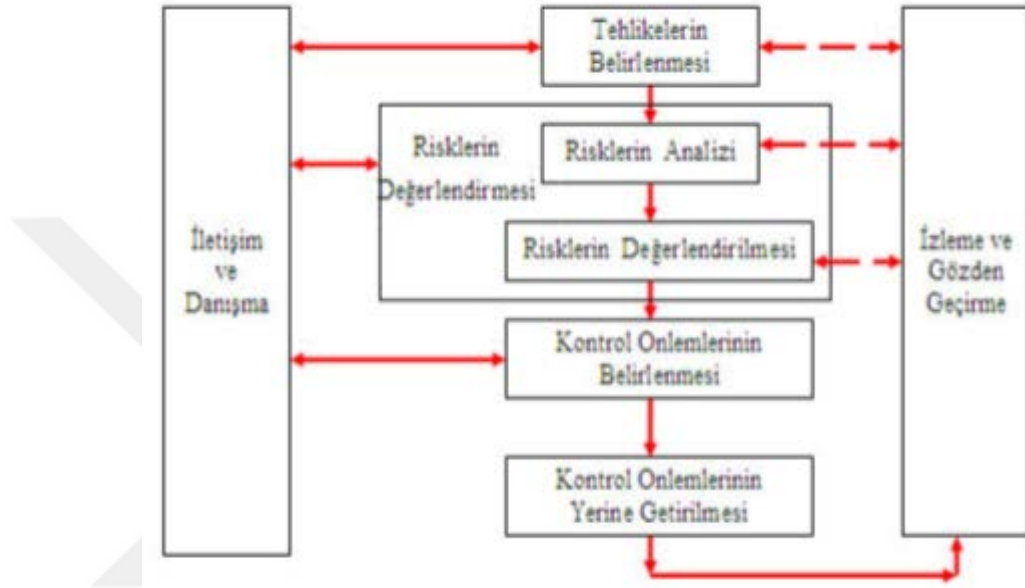 Tehlikelerin
Belirlenmesi
Risklerin
Değerlendirmesi
Risklerin Analizi
Risklerin Değerlendirilmesi
İletişim
ve
Danışma
İzleme ve
Gözden
Geçirme
Kontrol Onlemlerinin
Belirlenmesi
Kontrol Onlemlerinin
Yerine Getirilmesi